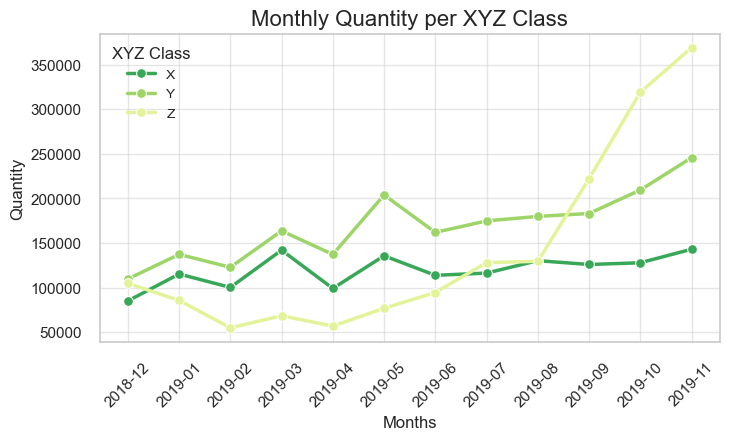 Monthly Quantity per XYZ Class
XYZ Class
X
Y
Z
Quantity
350000
300000
250000
200000
150000
100000
50000
2018-12
2019-01
2019-02
2019-03
2019-04
2019-05
2019-06
2019-07
2019-08
2019-09
2019-10
2019-11
Months